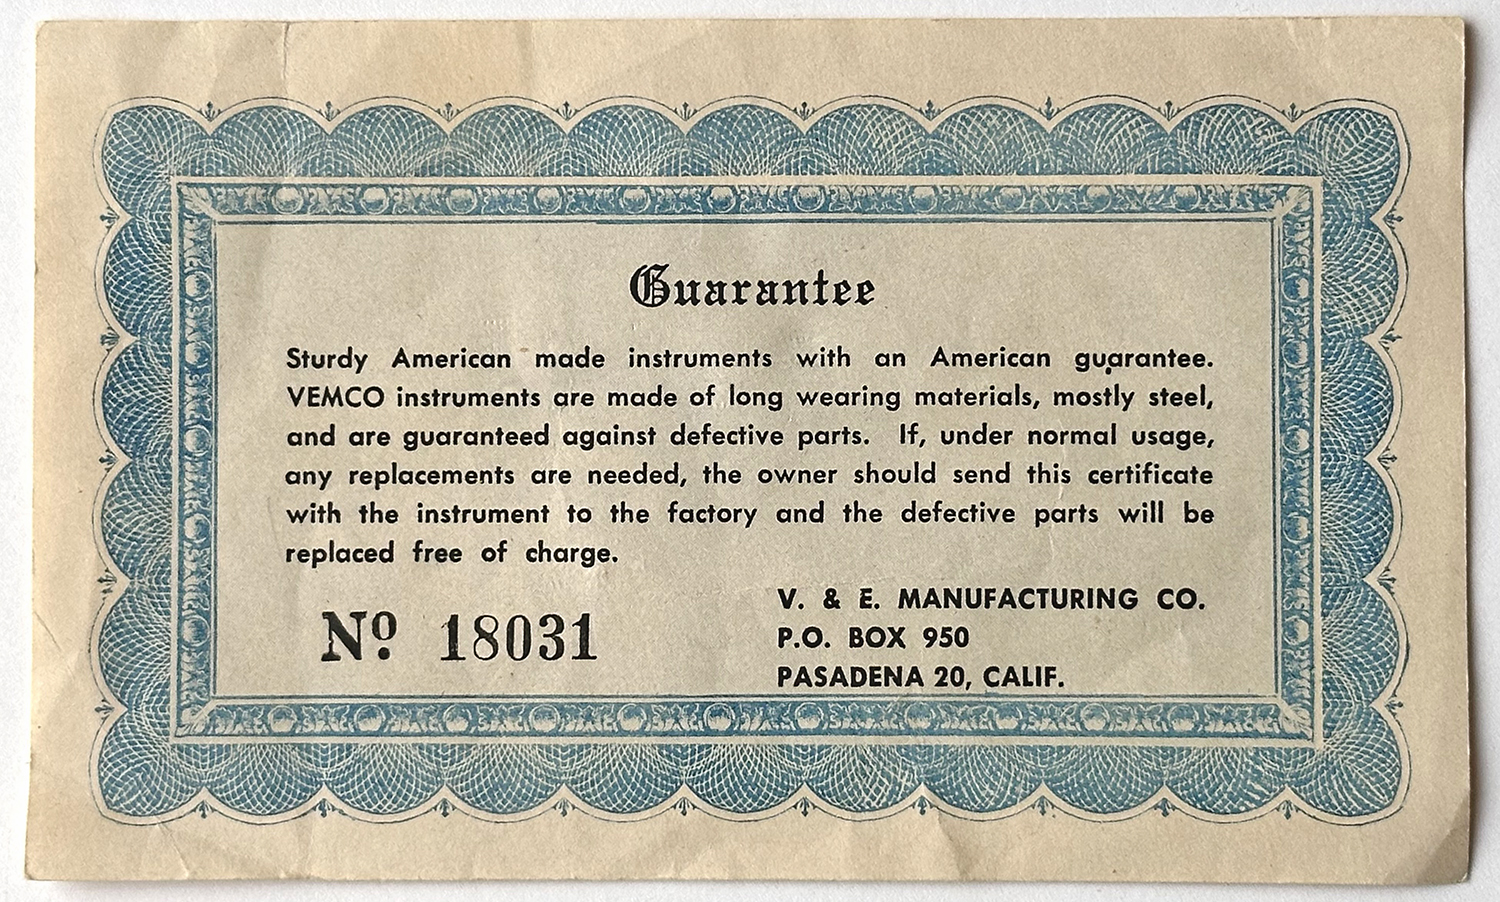 Guarantee
Sturdy American made instruments with an American guarantee.
VEMCO instruments are made of long wearing materials, mostly steel,
and are guaranteed against defective parts. If, under normal usage,
any replacements are needed, the owner should send this certificate
with the instrument to the factory and the defective parts will be
replaced free of charge.
Nº 18031
V. & E. MANUFACTURING CO.
P.O. BOX 950
PASADENA 20, CALIF.